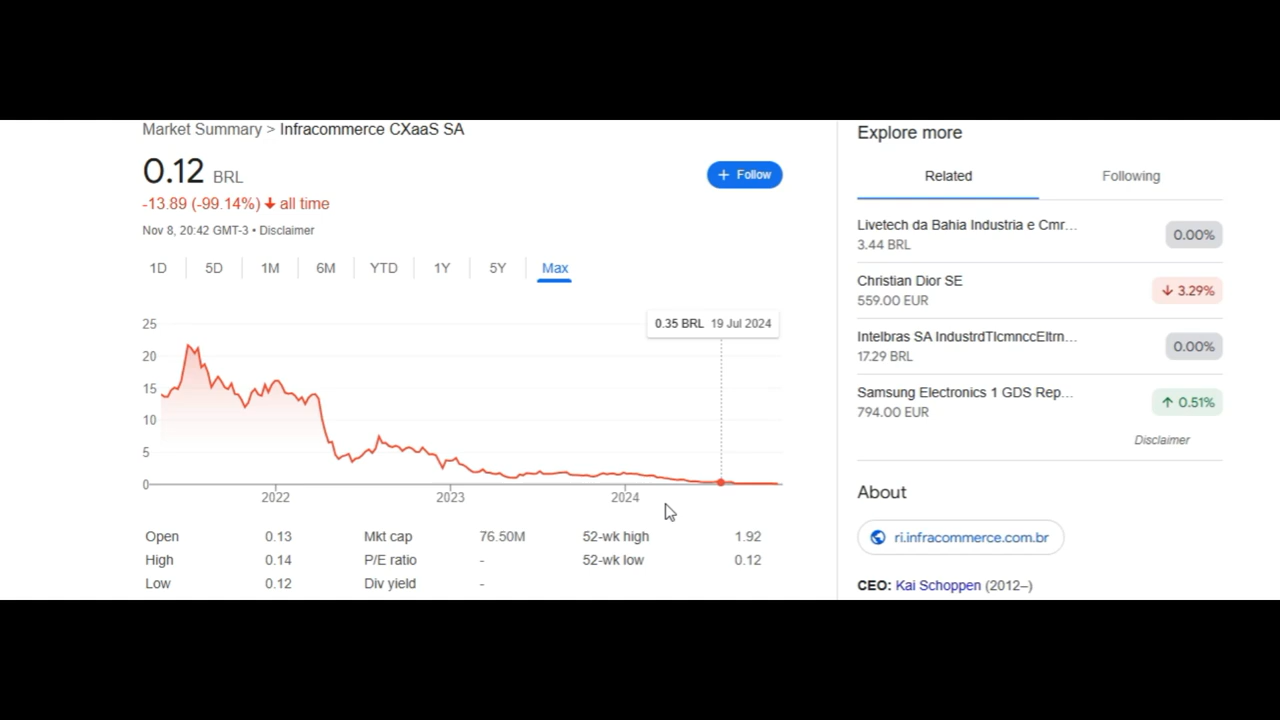 Market Summary > Infracommerce CXaaS SA
0.12 BRL
+ Follow
-13.89 (-99.14%) ↓ all time
Nov 8, 20:42 GMT-3 • Disclaimer
1D 5D 1M 6M YTD 1Y 5Y Max
0.35 BRL 19 Jul 2024
25
20
15
10
5
0
2022 2023 2024
Open 0.13 Mkt cap 76.50M 52-wk high 1.92
High 0.14 P/E ratio - 52-wk low 0.12
Low 0.12 Div yield -
Explore more
Related Following
Livetech da Bahia Industria e Cmr...
3.44 BRL
0.00%
Christian Dior SE
559.00 EUR
↓ 3.29%
Intelbras SA IndustrdTlcmnccEltrn...
17.29 BRL
0.00%
Samsung Electronics 1 GDS Rep...
794.00 EUR
↑ 0.51%
Disclaimer
About
ri.infracommerce.com.br
CEO: Kai Schoppen (2012–)